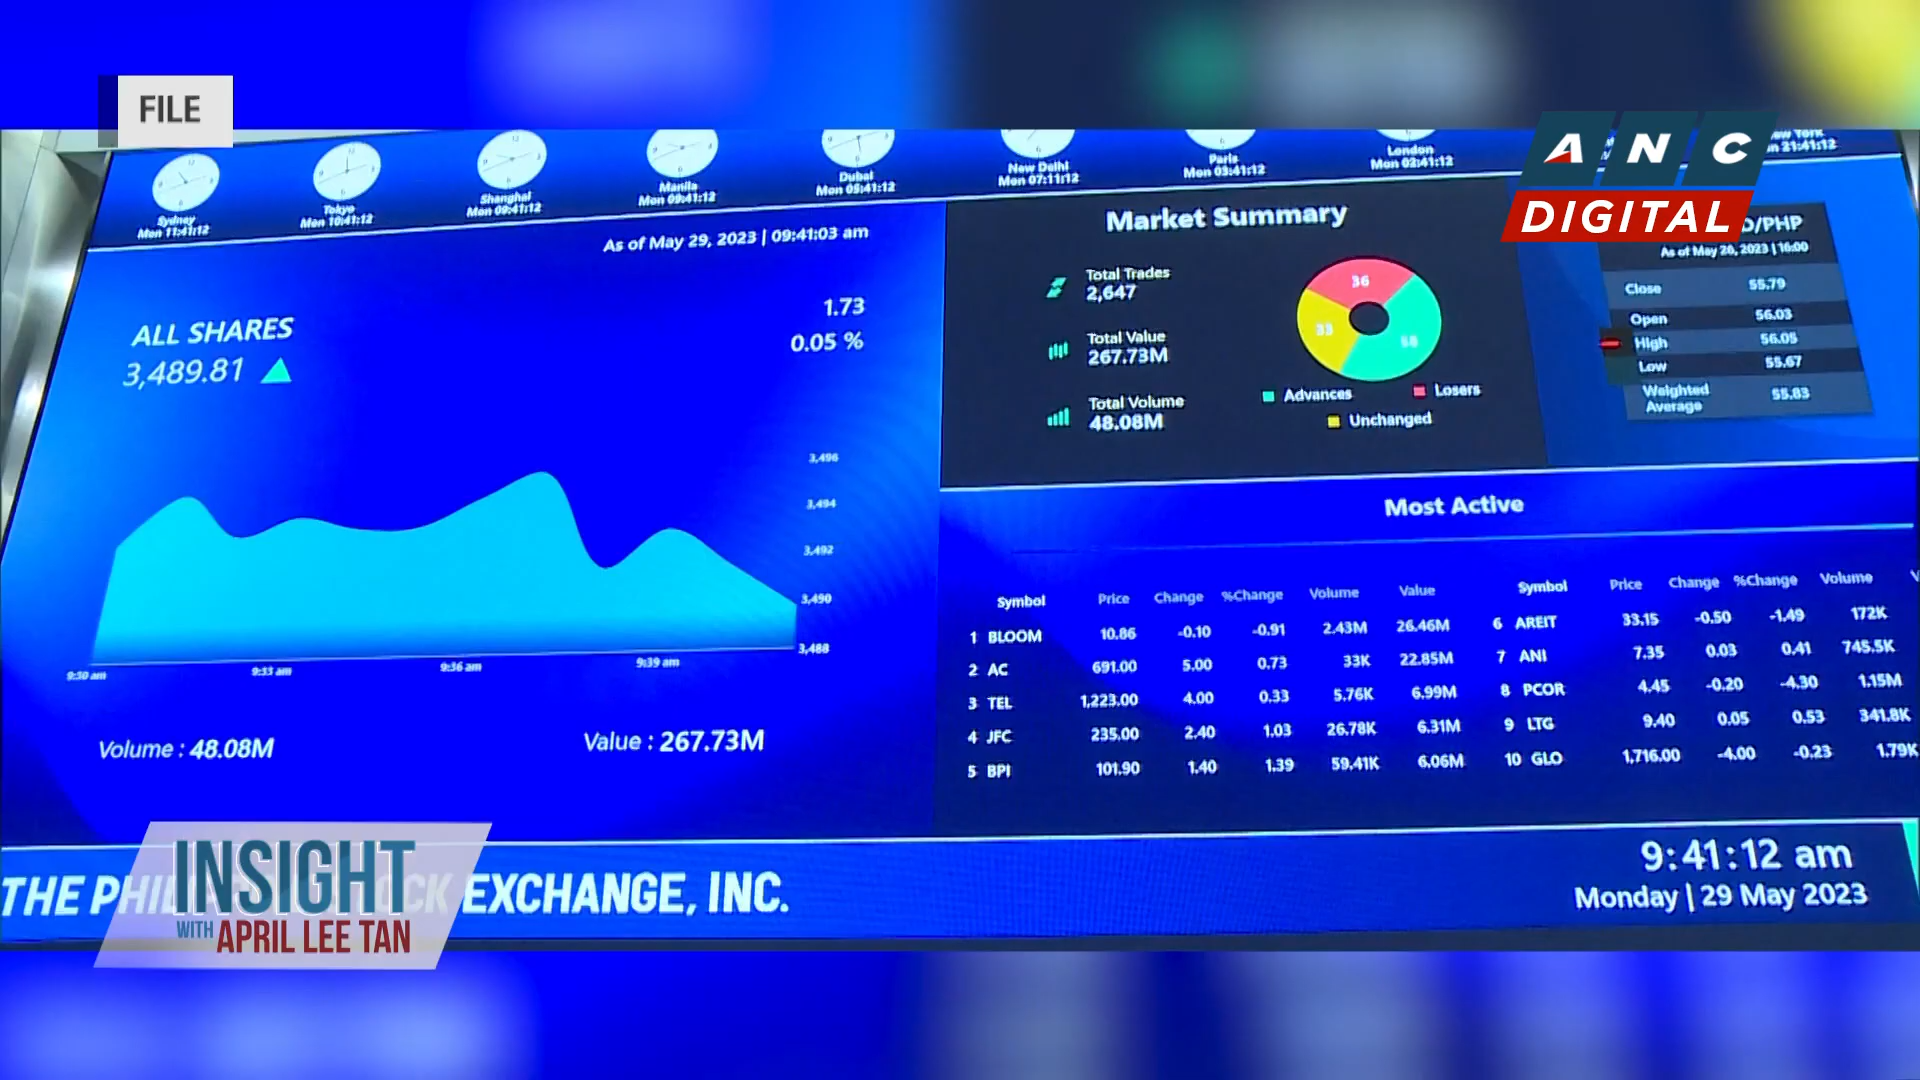 FILE
ANC
DIGITAL
Sydney
Mon 11:41:12
Tokyo
Mon 10:41:12
Shanghai
Mon 09:41:12
Manila
Mon 09:41:12
Dubai
Mon 05:41:12
New Delhi
Mon 07:11:12
Paris
Mon 03:41:12
London
Mon 02:41:12
21:41:12
As of May 29, 2023 | 09:41:03 am
ALL SHARES
3,489.81
1.73
0.05 %
3,496
3,494
3,492
3,490
3,488
9:30 am
9:33 am
9:36 am
9:39 am
Volume : 48.08M
Value : 267.73M
Market Summary
Total Trades
2,647
Total Value
267.73M
Total Volume
48.08M
36
33
58
Advances
Losers
Unchanged
D/PHP
As of May 26, 2023 | 16:00
Close 55.79
Open 56.03
High 56.05
Low 55.67
Weighted Average 55.83
Most Active
Symbol Price Change %Change Volume Value
1 BLOOM 10.86 -0.10 -0.91 2.43M 26.46M
2 AC 691.00 5.00 0.73 33K 22.85M
3 TEL 1,223.00 4.00 0.33 5.76K 6.99M
4 JFC 235.00 2.40 1.03 26.78K 6.31M
5 BPI 101.90 1.40 1.39 59.41K 6.06M
Symbol Price Change %Change Volume V
6 AREIT 33.15 -0.50 -1.49 172K
7 ANI 7.35 0.03 0.41 745.5K
8 PCOR 4.45 -0.20 -4.30 1.15M
9 LTG 9.40 0.05 0.53 341.8K
10 GLO 1,716.00 -4.00 -0.23 1.79K
THE PHIL CK EXCHANGE, INC.
9:41:12 am
Monday | 29 May 2023
INSIGHT
WITH APRIL LEE TAN